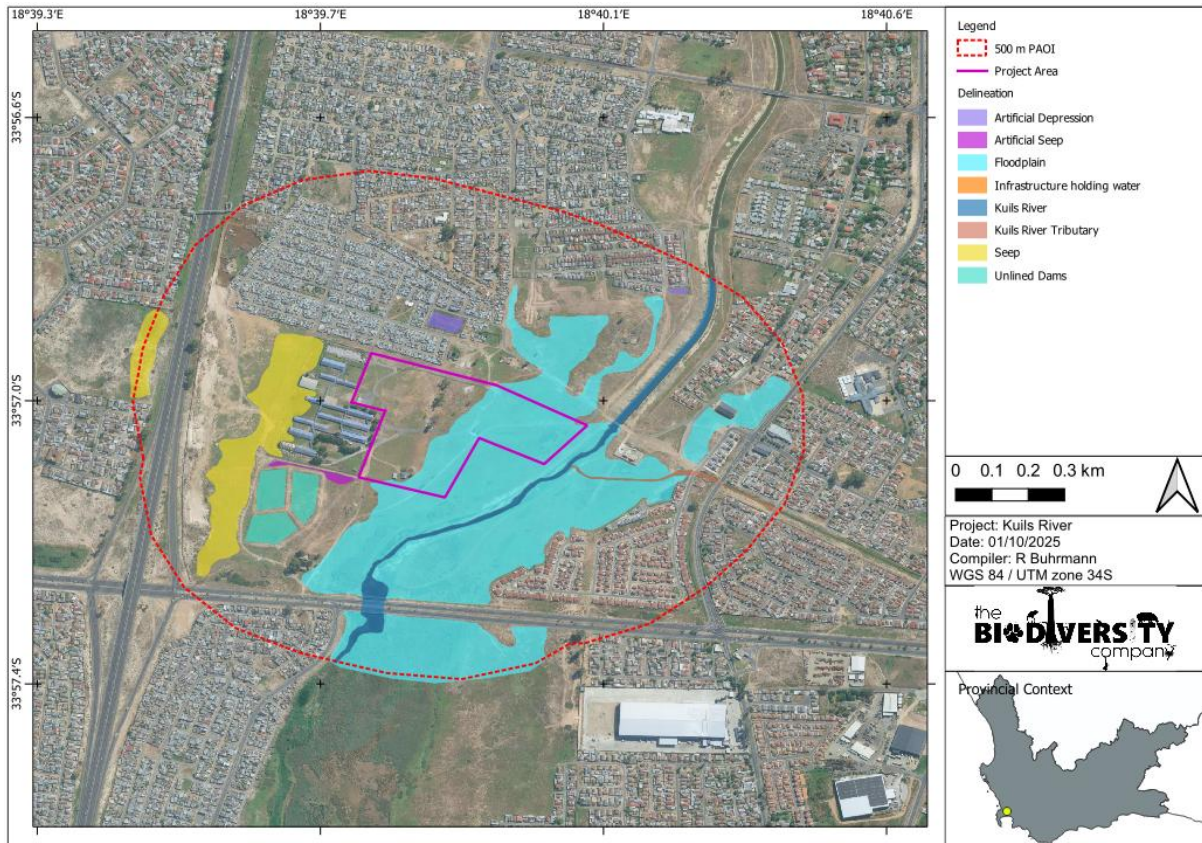 18°39.3'E
18°39.7'E
18°40.1'E
18°40.6'E
33°56.6'S
33°57.0'S
33°57.4'S
Legend
500 m PAOI
Project Area
Delineation
Artificial Depression
Artificial Seep
Floodplain
Infrastructure holding water
Kuils River
Kuils River Tributary
Seep
Unlined Dams
0 0.1 0.2 0.3 km
Project: Kuils River
Date: 01/10/2025
Compiler: R Buhrmann
WGS 84 / UTM zone 34S
the
BIODIVERSITY
company
Provincial Context